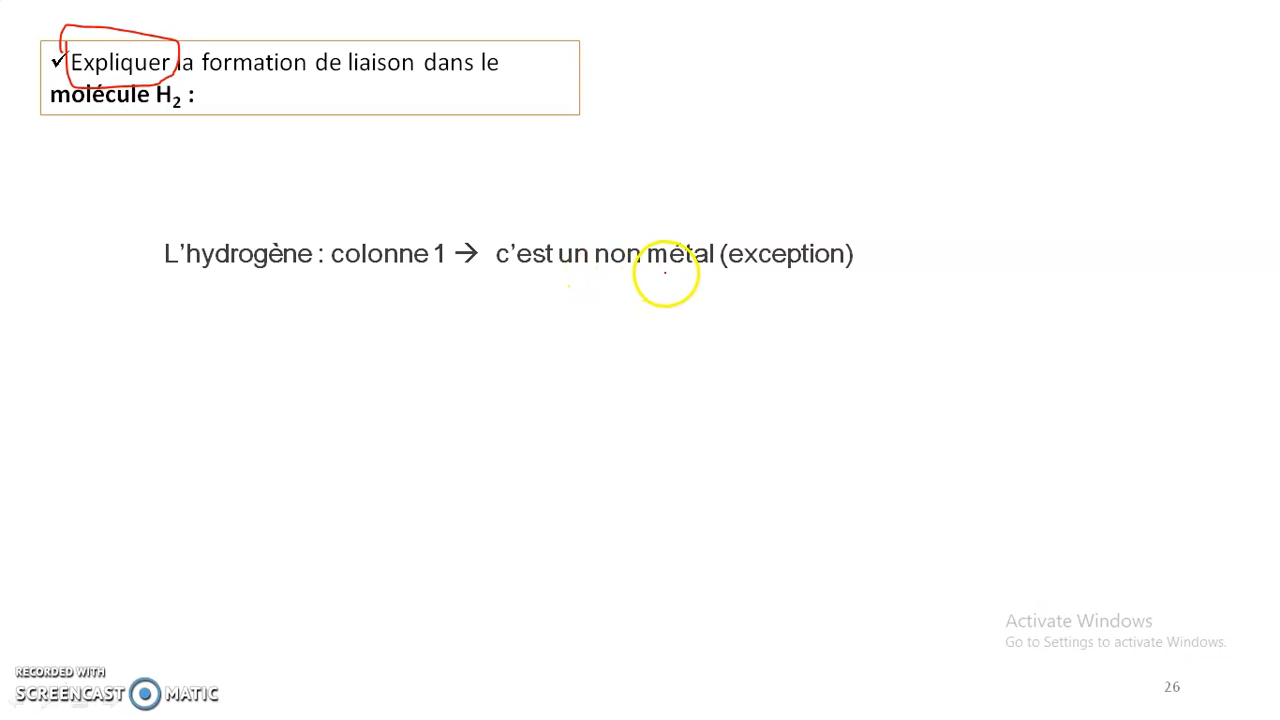 ✓Expliquer la formation de liaison dans le
molécule H₂ :
L’hydrogène : colonne 1 → c’est un non métal (exception)
Activate Windows
Go to Settings to activate Windows.
RECORDED WITH
SCREENCAST MATIC
26